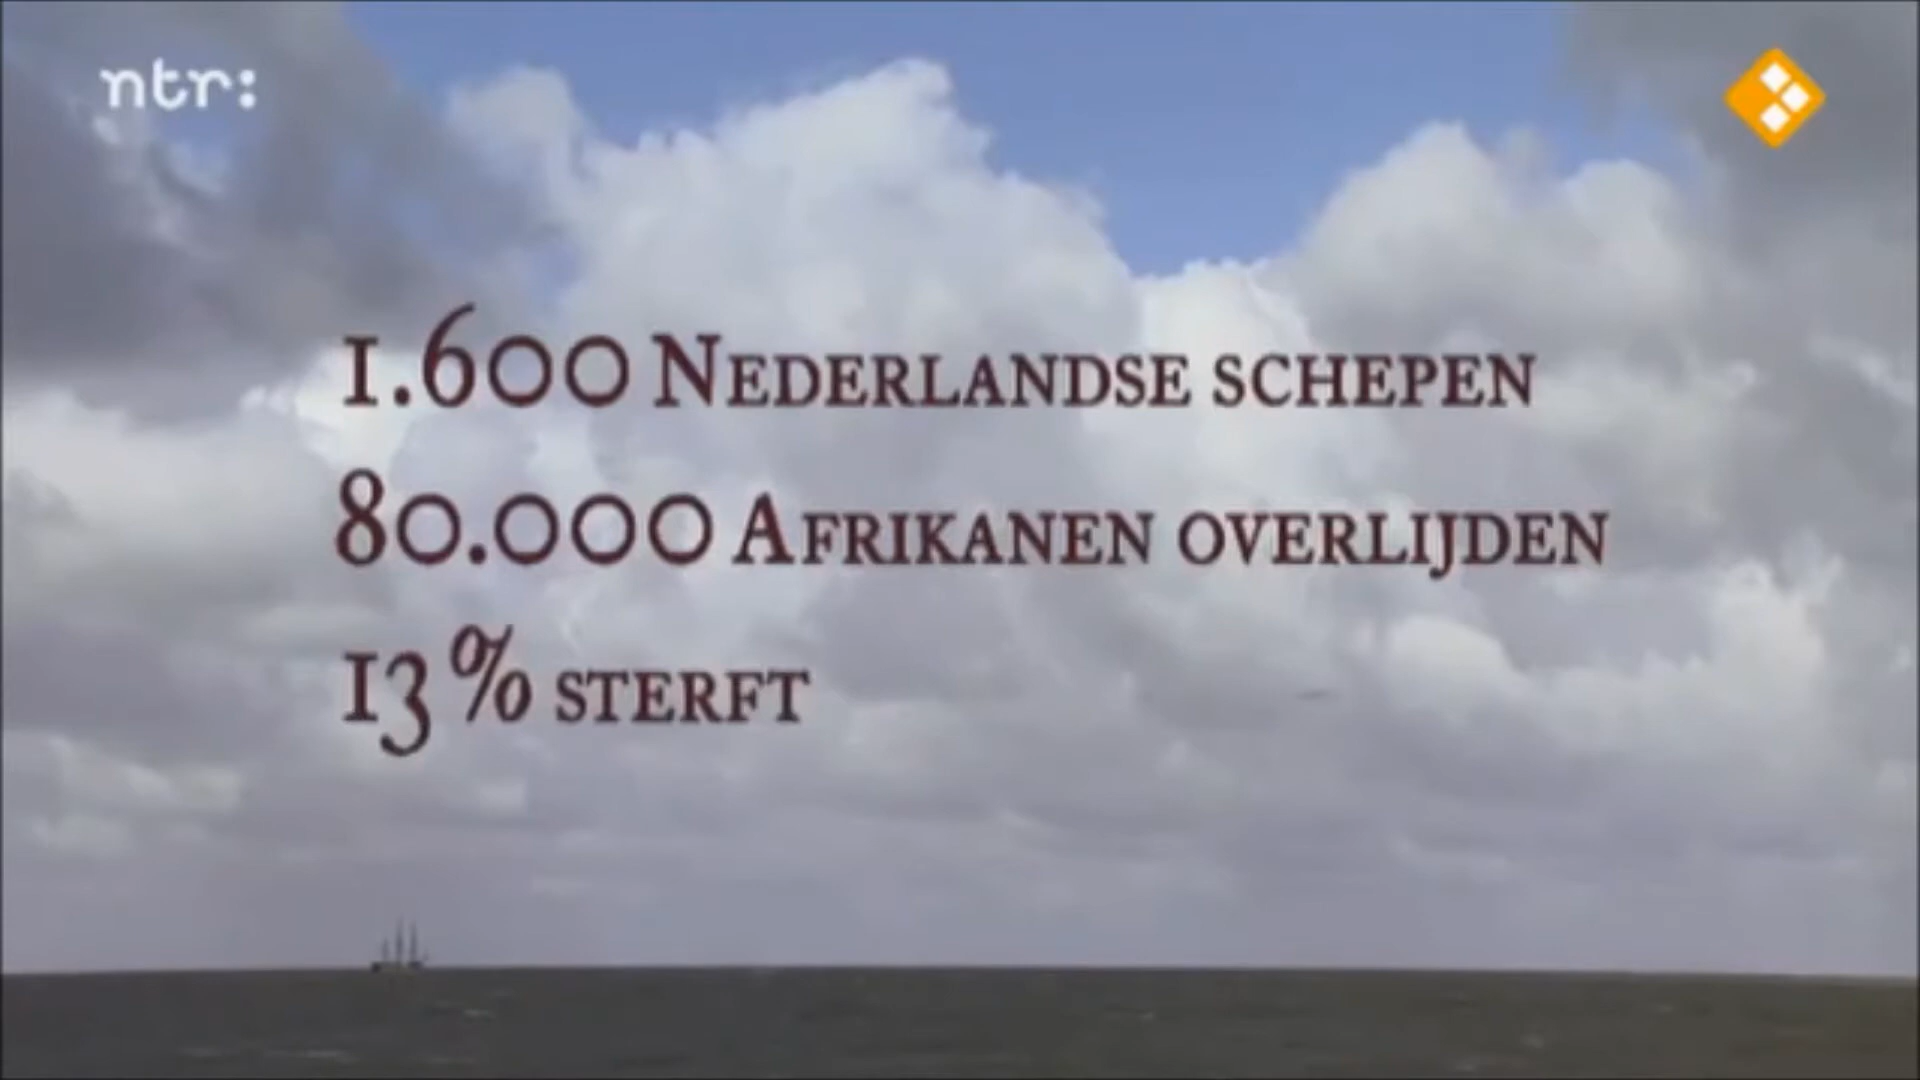 ntr:
1.600 Nederlandse schepen
80.000 Afrikanen overlijden
13% sterft